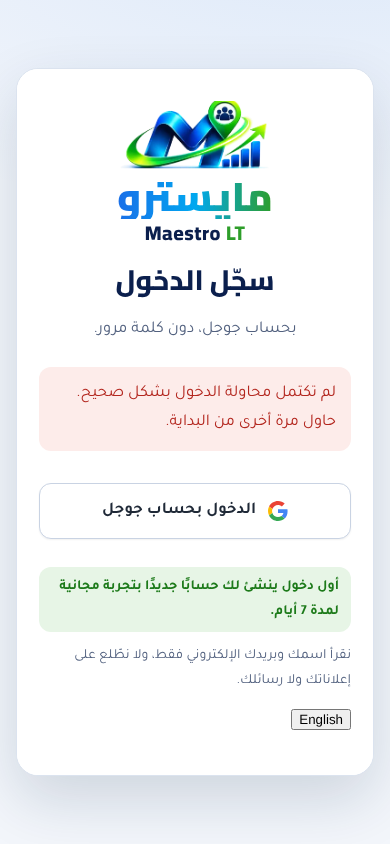 مايسترو
Maestro LT
سجّل الدخول
بحساب جوجل، دون كلمة مرور.
لم تكتمل محاولة الدخول بشكل صحيح.
حاول مرة أخرى من البداية.
الدخول بحساب جوجل
أول دخول ينشئ لك حسابًا جديدًا بتجربة مجانية
لمدة 7 أيام.
نقرأ اسمك وبريدك الإلكتروني فقط، ولا نطّلع على
إعلاناتك ولا رسائلك.
English